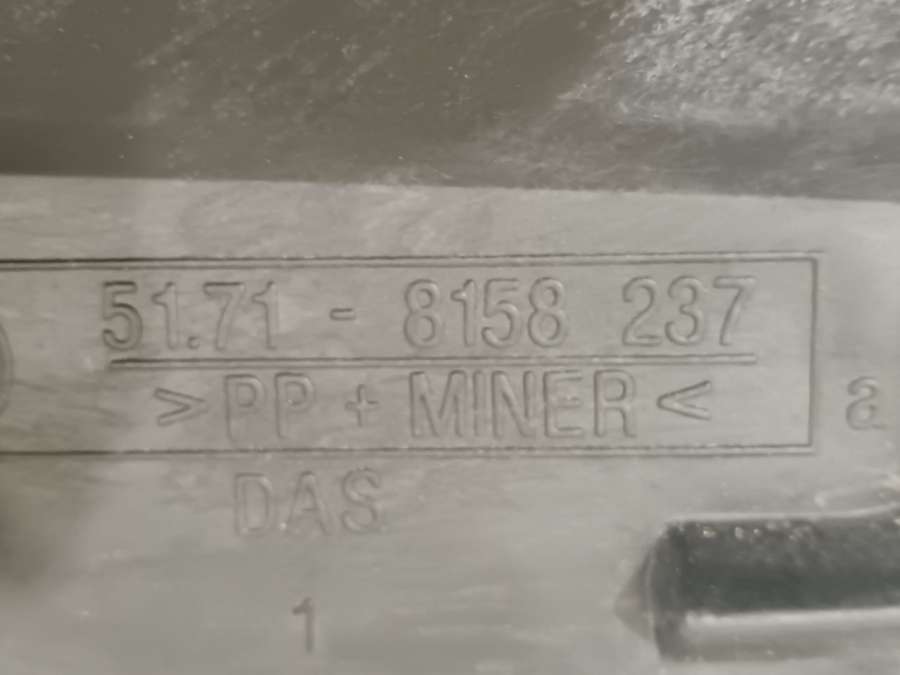 51.71 - 8158 237
>PP + MINER<
a
DAS
1